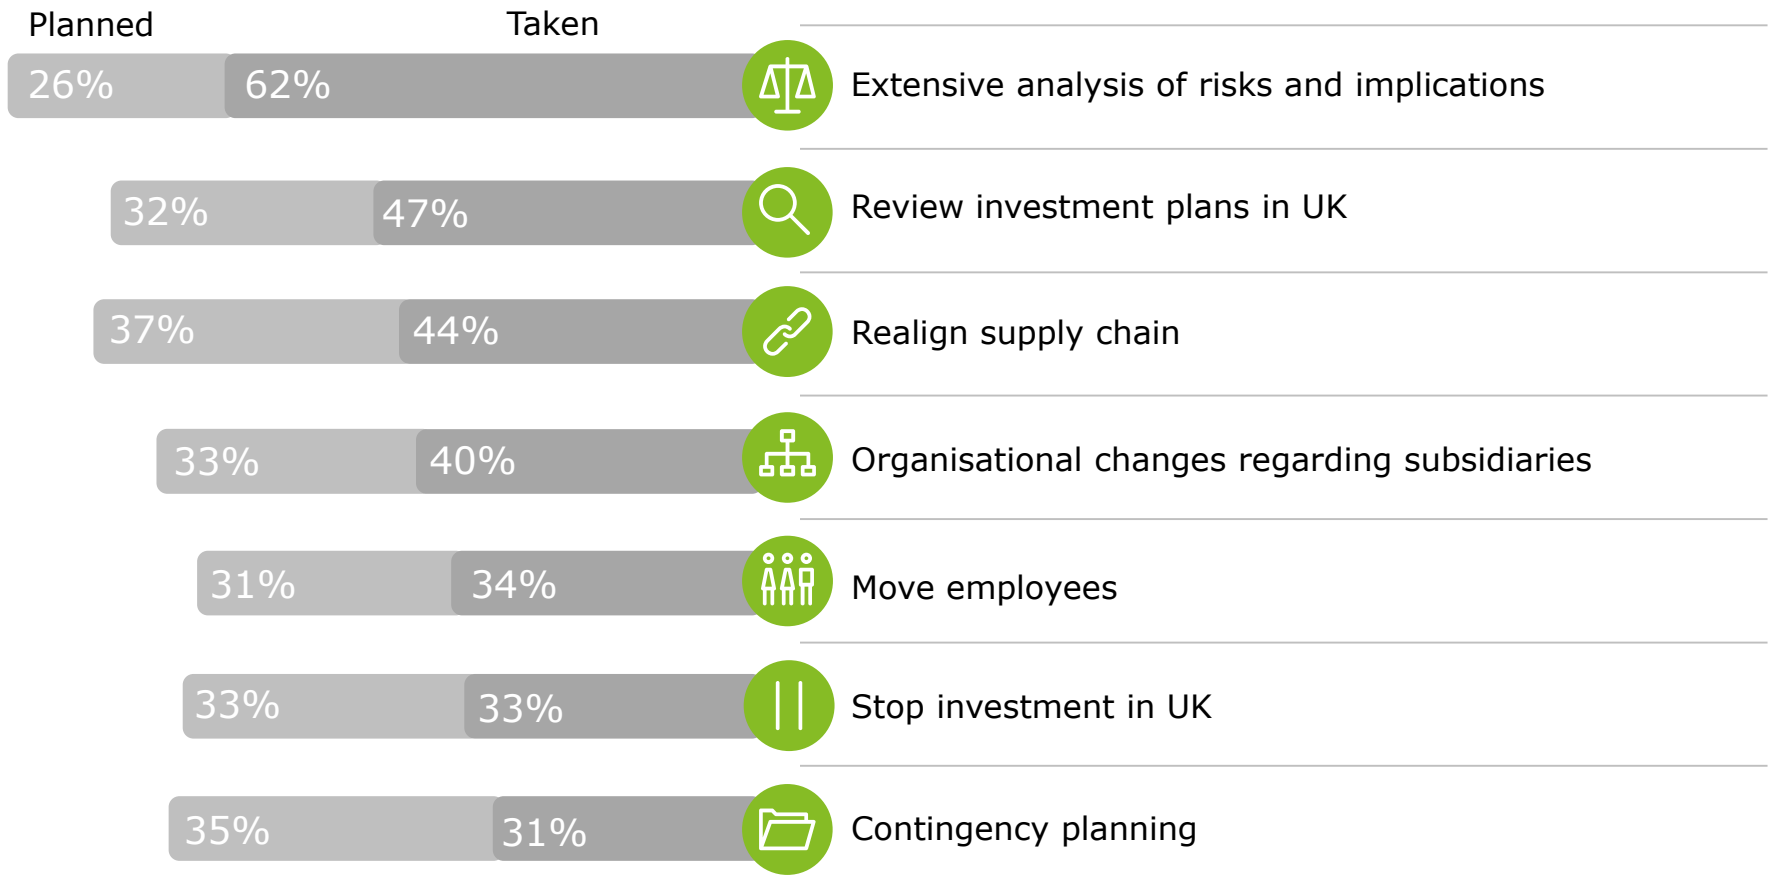 Planned Taken
26% 62% Extensive analysis of risks and implications
32% 47% Review investment plans in UK
37% 44% Realign supply chain
33% 40% Organisational changes regarding subsidiaries
31% 34% Move employees
33% 33% Stop investment in UK
35% 31% Contingency planning